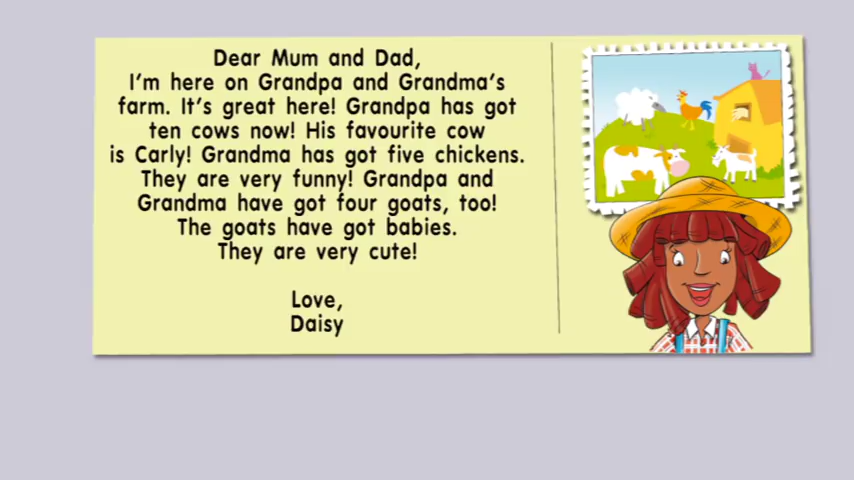 Dear Mum and Dad,
I'm here on Grandpa and Grandma's
farm. It's great here! Grandpa has got
ten cows now! His favourite cow
is Carly! Grandma has got five chickens.
They are very funny! Grandpa and
Grandma have got four goats, too!
The goats have got babies.
They are very cute!
Love,
Daisy